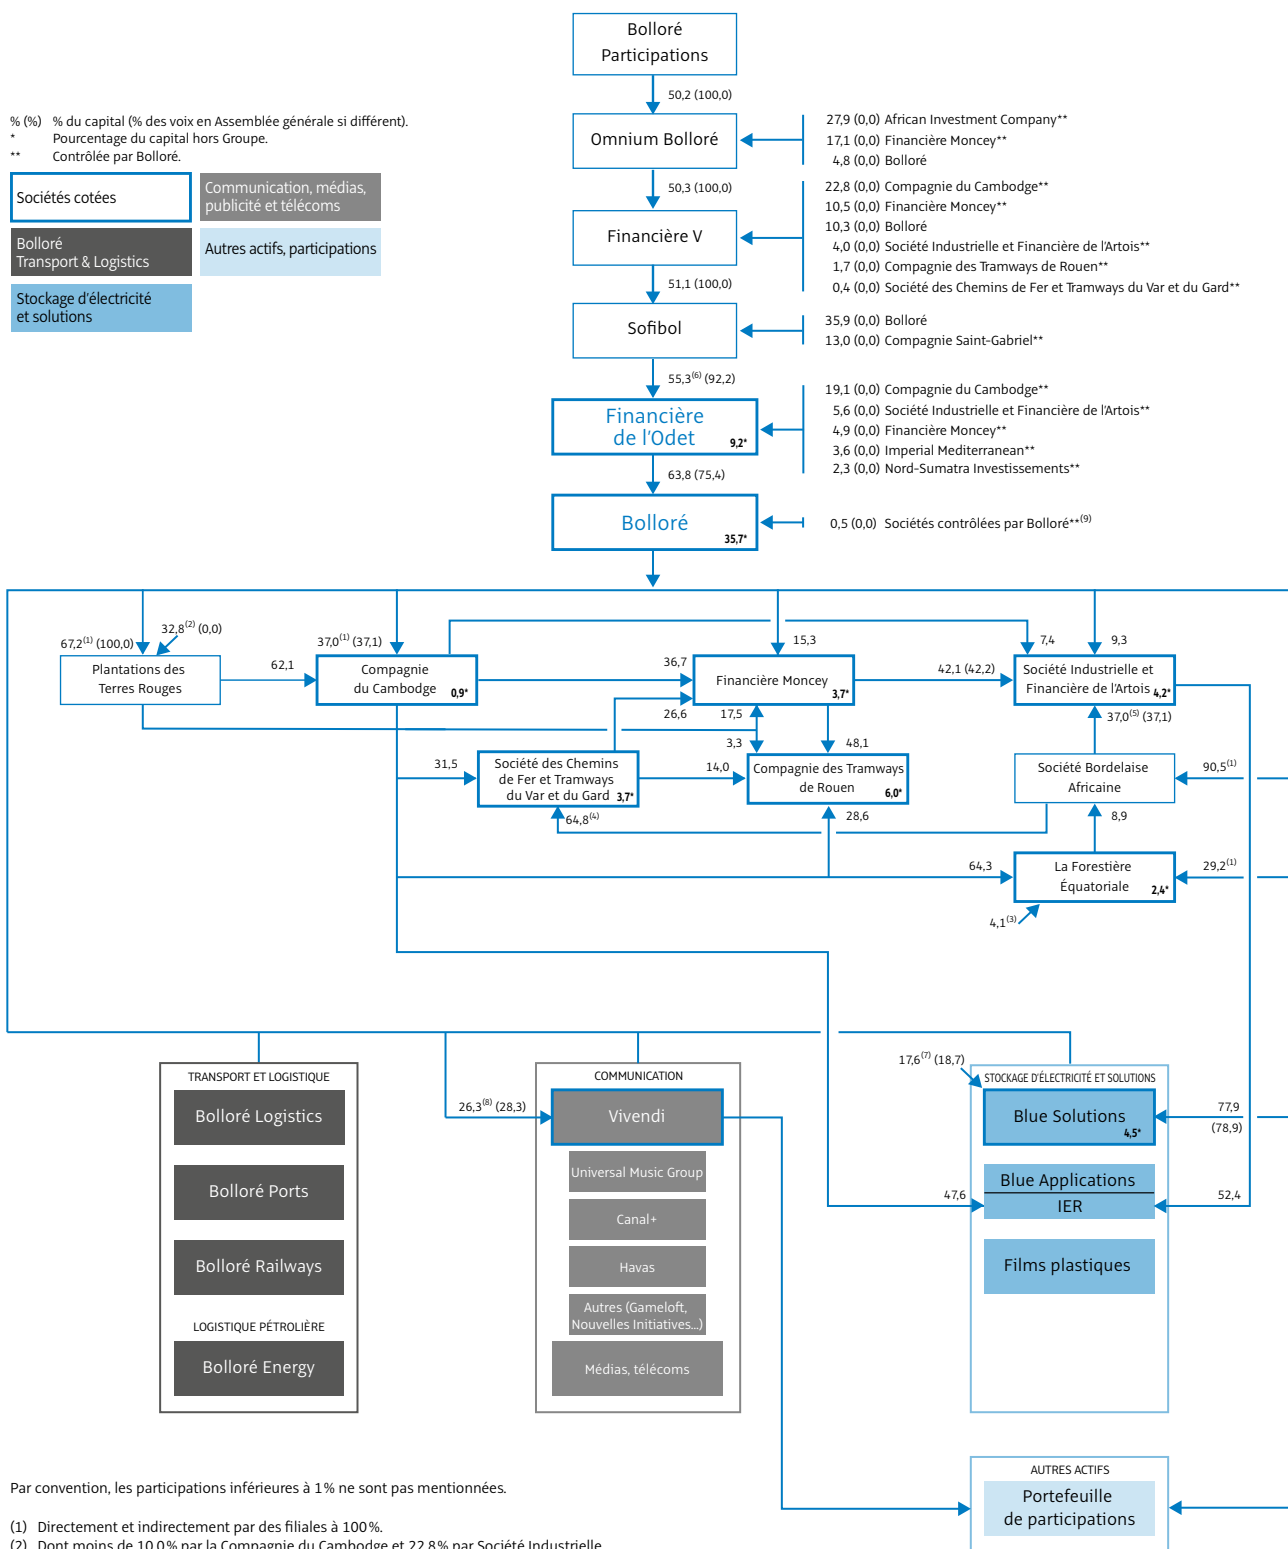 Bolloré
Participations
50,2 (100,0)
% (%) % du capital (% des voix en Assemblée générale si différent).
* Pourcentage du capital hors Groupe.
** Contrôlée par Bolloré.
Sociétés cotées
Communication, médias,
publicité et télécoms
Bolloré
Transport & Logistics
Autres actifs, participations
Stockage d'électricité
et solutions
Omnium Bolloré
27,9 (0,0) African Investment Company**
17,1 (0,0) Financière Moncey**
4,8 (0,0) Bolloré
50,3 (100,0)
Financière V
22,8 (0,0) Compagnie du Cambodge**
10,5 (0,0) Financière Moncey**
10,3 (0,0) Bolloré
4,0 (0,0) Société Industrielle et Financière de l'Artois**
1,7 (0,0) Compagnie des Tramways de Rouen**
0,4 (0,0) Société des Chemins de Fer et Tramways du Var et du Gard**
51,1 (100,0)
Sofibol
35,9 (0,0) Bolloré
13,0 (0,0) Compagnie Saint-Gabriel**
55,3(6) (92,2)
Financière
de l'Odet
9,2*
19,1 (0,0) Compagnie du Cambodge**
5,6 (0,0) Société Industrielle et Financière de l'Artois**
4,9 (0,0) Financière Moncey**
3,6 (0,0) Imperial Mediterranean**
2,3 (0,0) Nord-Sumatra Investissements**
63,8 (75,4)
Bolloré
35,7*
0,5 (0,0) Sociétés contrôlées par Bolloré**(9)
67,2(1) (100,0)
32,8(2) (0,0)
37,0(1) (37,1)
15,3
7,4
9,3
Plantations des
Terres Rouges
62,1
Compagnie
du Cambodge
0,9*
36,7
Financière Moncey
3,7*
42,1 (42,2)
Société Industrielle et
Financière de l'Artois
4,2*
26,6
17,5
37,0(5) (37,1)
3,3
48,1
31,5
Société des Chemins
de Fer et Tramways
du Var et du Gard
3,7*
14,0
Compagnie des Tramways
de Rouen
6,0*
Société Bordelaise
Africaine
90,5(1)
64,8(4)
28,6
8,9
64,3
La Forestière
Équatoriale
2,4*
29,2(1)
4,1(3)
TRANSPORT ET LOGISTIQUE
Bolloré Logistics
Bolloré Ports
Bolloré Railways
LOGISTIQUE PÉTROLIÈRE
Bolloré Energy
COMMUNICATION
26,3(8) (28,3)
Vivendi
Universal Music Group
Canal+
Havas
Autres (Gameloft,
Nouvelles Initiatives...)
Médias, télécoms
17,6(7) (18,7)
STOCKAGE D'ÉLECTRICITÉ ET SOLUTIONS
Blue Solutions
4,5*
77,9
(78,9)
47,6
Blue Applications
IER
52,4
Films plastiques
AUTRES ACTIFS
Portefeuille
de participations
Par convention, les participations inférieures à 1 % ne sont pas mentionnées.
(1) Directement et indirectement par des filiales à 100 %.
(2) Dont moins de 10,0 % par la Compagnie du Cambodge et 22,8 % par Société Industrielle